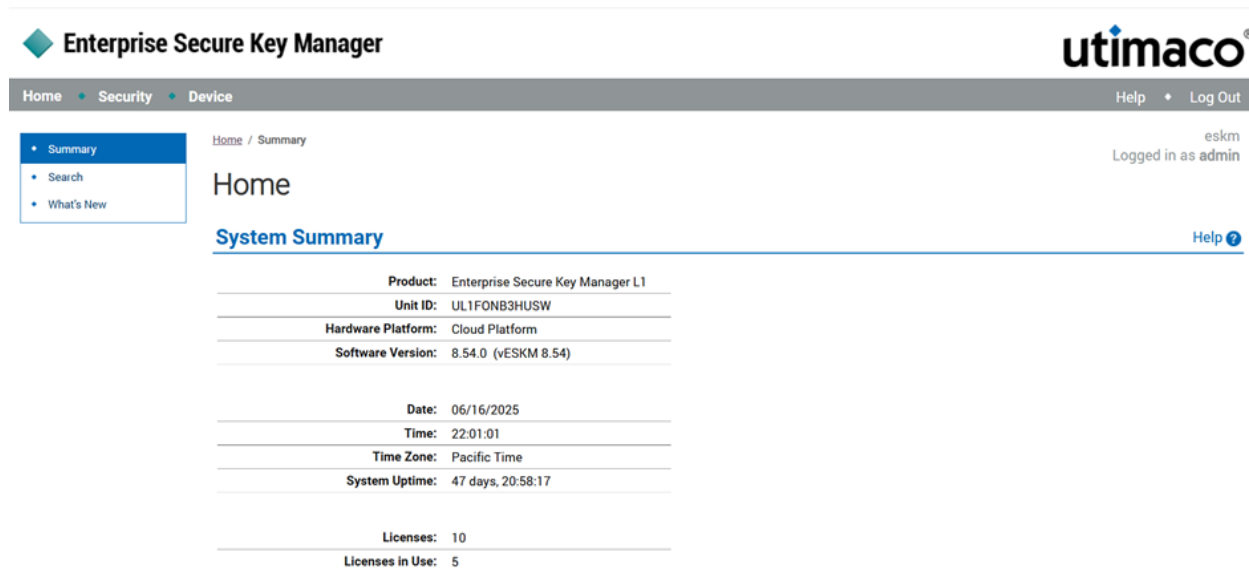 Enterprise Secure Key Manager
utimaco®
Home Security Device
Help Log Out
Summary
Search
What's New
Home / Summary
eskm
Logged in as admin
Home
System Summary
Help ?
Product: Enterprise Secure Key Manager L1
Unit ID: UL1FONB3HUSW
Hardware Platform: Cloud Platform
Software Version: 8.54.0 (vESKM 8.54)
Date: 06/16/2025
Time: 22:01:01
Time Zone: Pacific Time
System Uptime: 47 days, 20:58:17
Licenses: 10
Licenses in Use: 5